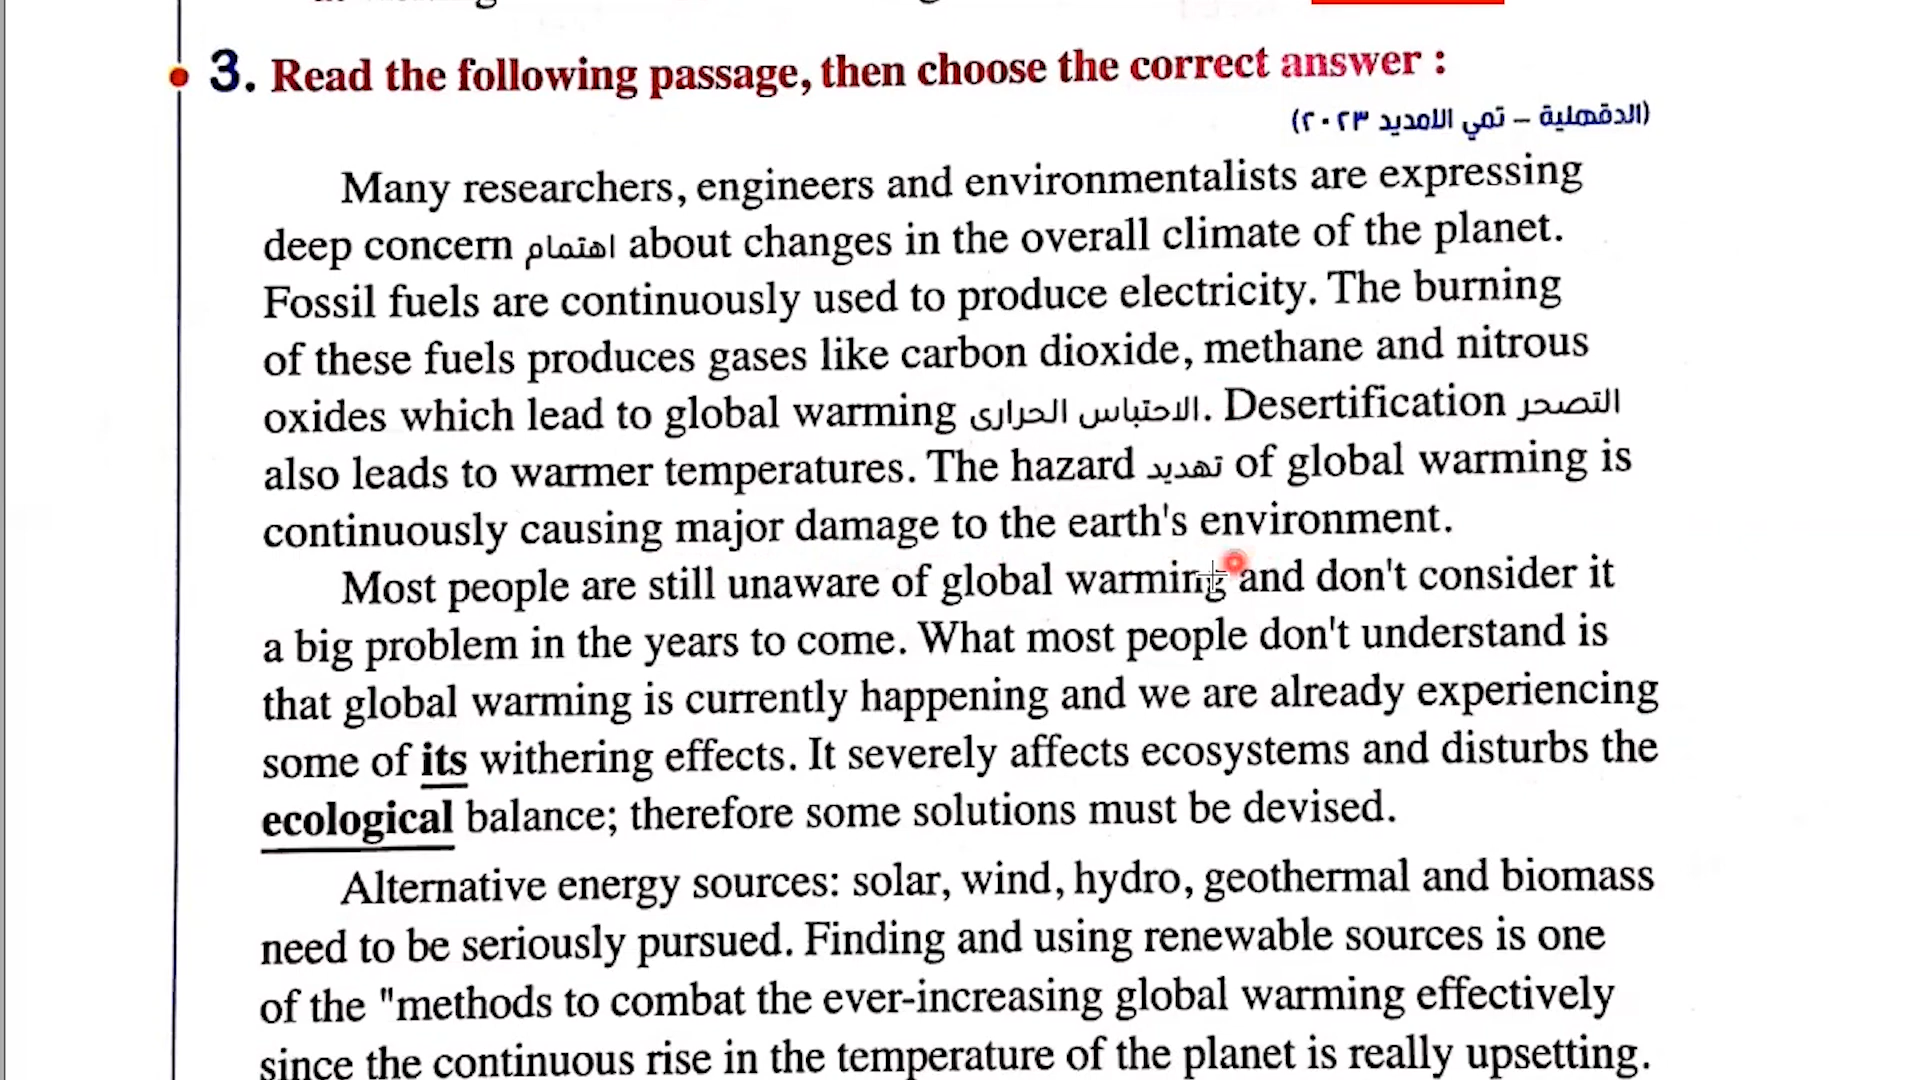 3. Read the following passage, then choose the correct answer :
(الدقهلية – تمي الامديد ٢٠٢٣)
Many researchers, engineers and environmentalists are expressing
deep concern اهتمام about changes in the overall climate of the planet.
Fossil fuels are continuously used to produce electricity. The burning
of these fuels produces gases like carbon dioxide, methane and nitrous
oxides which lead to global warming الاحتباس الحرارى. Desertification التصحر
also leads to warmer temperatures. The hazard تهديد of global warming is
continuously causing major damage to the earth's environment.
Most people are still unaware of global warming and don't consider it
a big problem in the years to come. What most people don't understand is
that global warming is currently happening and we are already experiencing
some of its withering effects. It severely affects ecosystems and disturbs the
ecological balance; therefore some solutions must be devised.
Alternative energy sources: solar, wind, hydro, geothermal and biomass
need to be seriously pursued. Finding and using renewable sources is one
of the "methods to combat the ever-increasing global warming effectively
since the continuous rise in the temperature of the planet is really upsetting.